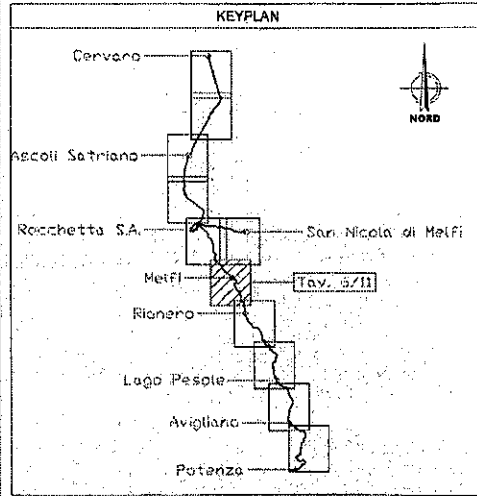 KEYPLAN
Cervaro
NORD
Ascoli Satriano
Rocchetta S.A.
San Nicola di Melfi
Melfi
Tav. 6/11
Rionero
Lago Pesole
Avigliano
Potenza